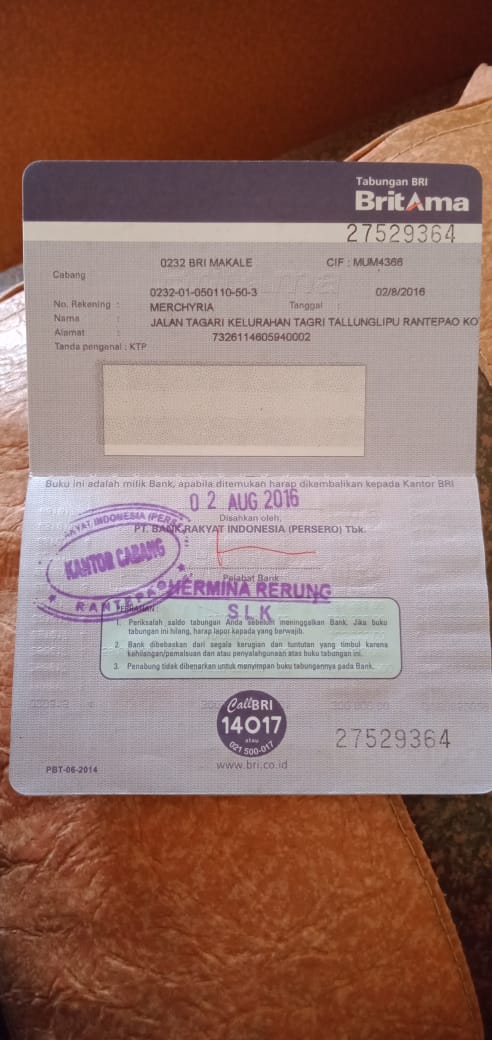 Tabungan BRI
BritAma
27529364
0232 BRI MAKALE CIF : MUM4366
Cabang
0232-01-050110-50-3 02/8/2016
No. Rekening : Tanggal :
MERCHYRIA
Nama :
JALAN TAGARI KELURAHAN TAGRI TALLUNGLIPU RANTEPAO KO
Alamat :
7326114605940002
Tanda pengenal : KTP
Buku ini adalah milik Bank, apabila ditemukan harap dikembalikan kepada Kantor BRI
02 AUG 2016
Disahkan oleh,
PT. BANK RAKYAT INDONESIA (PERSERO) Tbk.
RAKYAT INDONESIA (PERS
KANTOR CABANG
RANTEPAO
Pejabat Bank
HERMINA RERUNG
SLK
PERHATIAN :
1. Periksalah saldo tabungan Anda sebelum meninggalkan Bank. Jika buku
tabungan ini hilang, harap lapor kepada yang berwajib.
2. Bank dibebaskan dari segala kerugian dan tuntutan yang timbul karena
kehilangan/pemalsuan dan atau penyalahgunaan atas buku tabungan ini.
3. Penabung tidak dibenarkan untuk menyimpan buku tabungannya pada Bank.
CallBRI
14017
atau
021 500-017
27529364
www.bri.co.id
PBT-06-2014